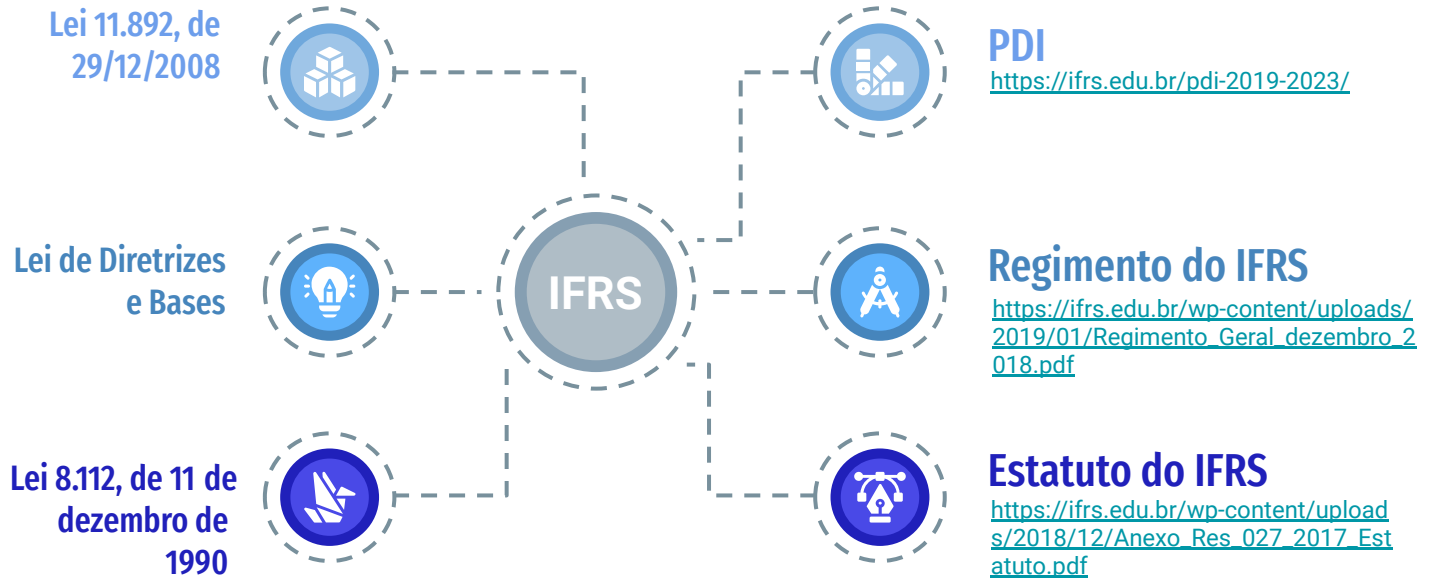 Lei 11.892, de
29/12/2008
Lei de Diretrizes
e Bases
Lei 8.112, de 11 de
dezembro de
1990
IFRS
PDI
https://ifrs.edu.br/pdi-2019-2023/
Regimento do IFRS
https://ifrs.edu.br/wp-content/uploads/
2019/01/Regimento_Geral_dezembro_2
018.pdf
Estatuto do IFRS
https://ifrs.edu.br/wp-content/upload
s/2018/12/Anexo_Res_027_2017_Est
atuto.pdf